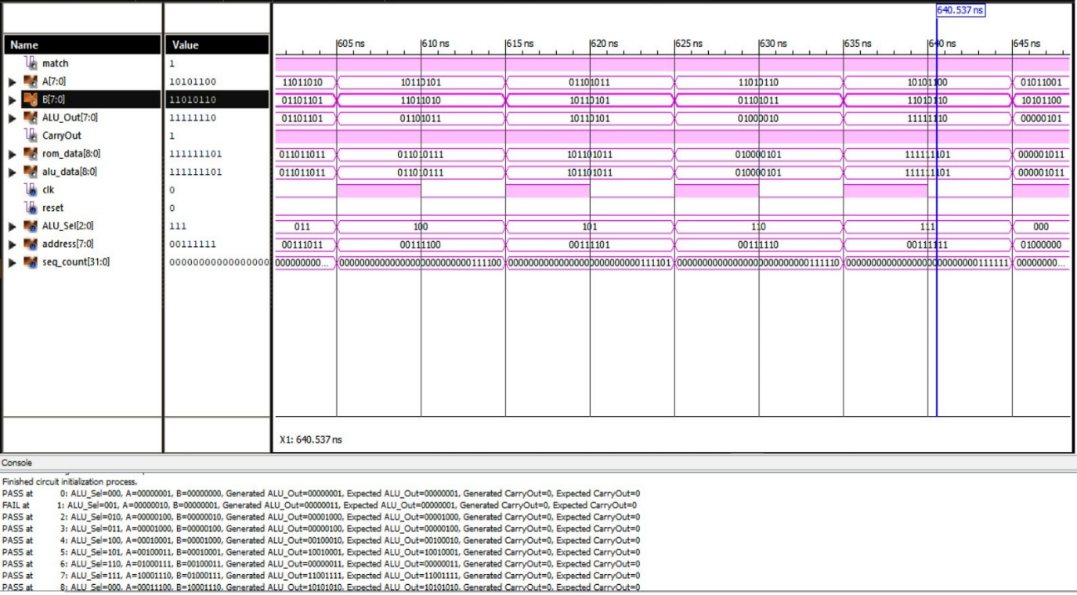 640.537 ns
Name Value 605 ns 610 ns 615 ns 620 ns 625 ns 630 ns 635 ns 640 ns 645 ns
match 1
A[7:0] 10101100 11011010 10110101 01101011 11010110 10101100 01011001
B[7:0] 11010110 01101101 11011010 10110101 01101011 11010110 10101100
ALU_Out[7:0] 11111110 01101101 01101011 10110101 01000010 11111110 00000101
CarryOut 1
rom_data[8:0] 111111101 011011011 011010111 101101011 010000101 111111101 000001011
alu_data[8:0] 111111101 011011011 011010111 101101011 010000101 111111101 000001011
clk 0
reset 0
ALU_Sel[2:0] 111 011 100 101 110 111 000
address[7:0] 00111111 00111011 00111100 00111101 00111110 00111111 01000000
seq_count[31:0] 0000000000000000 000000000... 00000000000000000000000000111100 00000000000000000000000000111101 00000000000000000000000000111110 00000000000000000000000000111111 00000000...
X1: 640.537 ns
Console
Finished circuit initialization process.
PASS at 0: ALU_Sel=000, A=00000001, B=00000000, Generated ALU_Out=00000001, Expected ALU_Out=00000001, Generated CarryOut=0, Expected CarryOut=0
FAIL at 1: ALU_Sel=001, A=00000010, B=00000001, Generated ALU_Out=00000011, Expected ALU_Out=00000001, Generated CarryOut=0, Expected CarryOut=0
PASS at 2: ALU_Sel=010, A=00000100, B=00000010, Generated ALU_Out=00001000, Expected ALU_Out=00001000, Generated CarryOut=0, Expected CarryOut=0
PASS at 3: ALU_Sel=011, A=00001000, B=00000100, Generated ALU_Out=00000100, Expected ALU_Out=00000100, Generated CarryOut=0, Expected CarryOut=0
PASS at 4: ALU_Sel=100, A=00010001, B=00001000, Generated ALU_Out=00100010, Expected ALU_Out=00100010, Generated CarryOut=0, Expected CarryOut=0
PASS at 5: ALU_Sel=101, A=00100011, B=00010001, Generated ALU_Out=10010001, Expected ALU_Out=10010001, Generated CarryOut=0, Expected CarryOut=0
PASS at 6: ALU_Sel=110, A=01000111, B=00100011, Generated ALU_Out=00000011, Expected ALU_Out=00000011, Generated CarryOut=0, Expected CarryOut=0
PASS at 7: ALU_Sel=111, A=10001110, B=01000111, Generated ALU_Out=11001111, Expected ALU_Out=11001111, Generated CarryOut=0, Expected CarryOut=0
PASS at 8: ALU_Sel=000, A=00011100, B=10001110, Generated ALU_Out=10101010, Expected ALU_Out=10101010, Generated CarryOut=0, Expected CarryOut=0